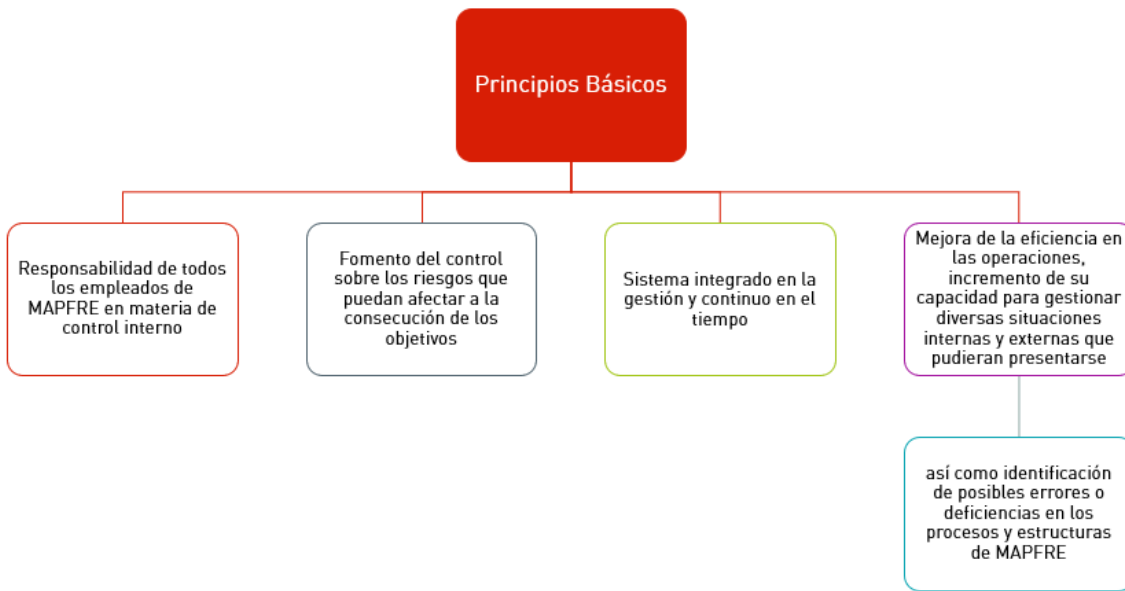 Principios Básicos
Responsabilidad de todos
los empleados de
MAPFRE en materia de
control interno
Fomento del control
sobre los riesgos que
puedan afectar a la
consecución de los
objetivos
Sistema integrado en la
gestión y continuo en el
tiempo
Mejora de la eficiencia en
las operaciones,
incremento de su
capacidad para gestionar
diversas situaciones
internas y externas que
pudieran presentarse
así como identificación
de posibles errores o
deficiencias en los
procesos y estructuras
de MAPFRE